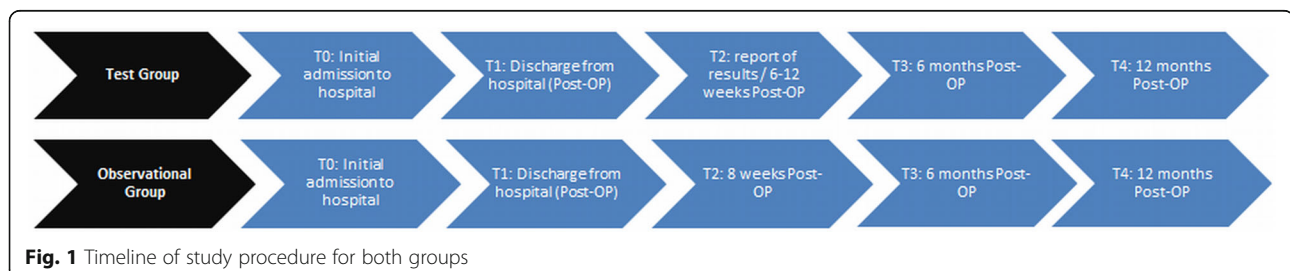 Test Group
T0: Initial
admission to
hospital
T1: Discharge from
hospital (Post-OP)
T2: report of
results / 6-12
weeks Post-OP
T3: 6 months Post-
OP
T4: 12 months
Post-OP
Observational
Group
T0: Initial
admission to
hospital
T1: Discharge from
hospital (Post-OP)
T2: 8 weeks Post-
OP
T3: 6 months Post-
OP
T4: 12 months
Post-OP
Fig. 1 Timeline of study procedure for both groups